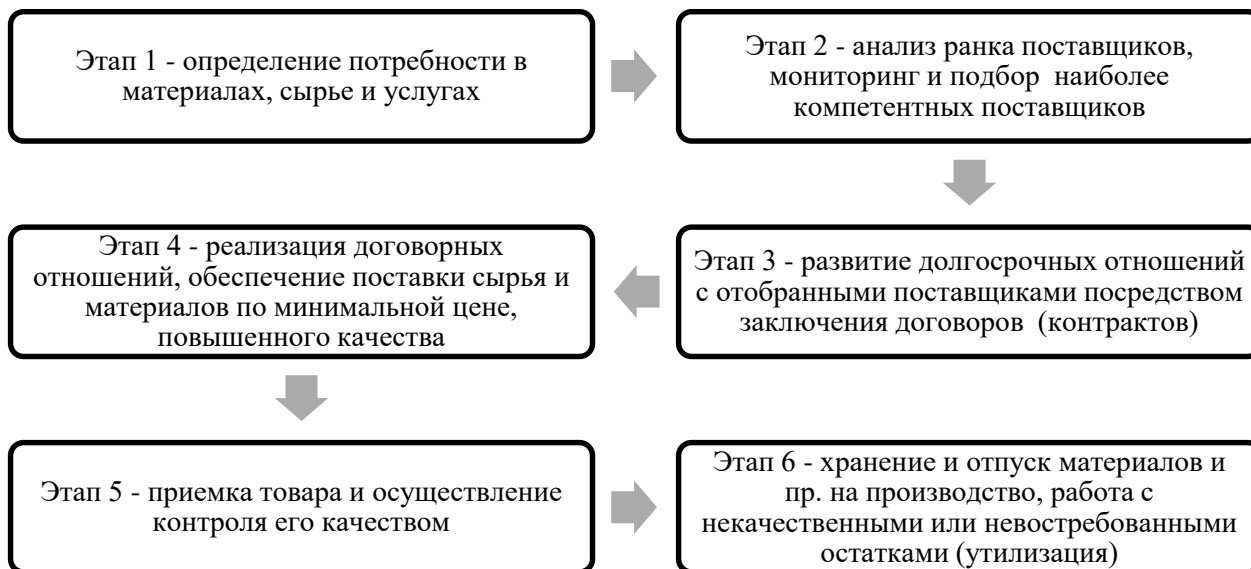 Этап 1 - определение потребности в
материалах, сырье и услугах
Этап 2 - анализ ранка поставщиков,
мониторинг и подбор наиболее
компетентных поставщиков
Этап 3 - развитие долгосрочных отношений
с отобранными поставщиками посредством
заключения договоров (контрактов)
Этап 4 - реализация договорных
отношений, обеспечение поставки сырья и
материалов по минимальной цене,
повышенного качества
Этап 5 - приемка товара и осуществление
контроля его качеством
Этап 6 - хранение и отпуск материалов и
пр. на производство, работа с
некачественными или невостребованными
остатками (утилизация)